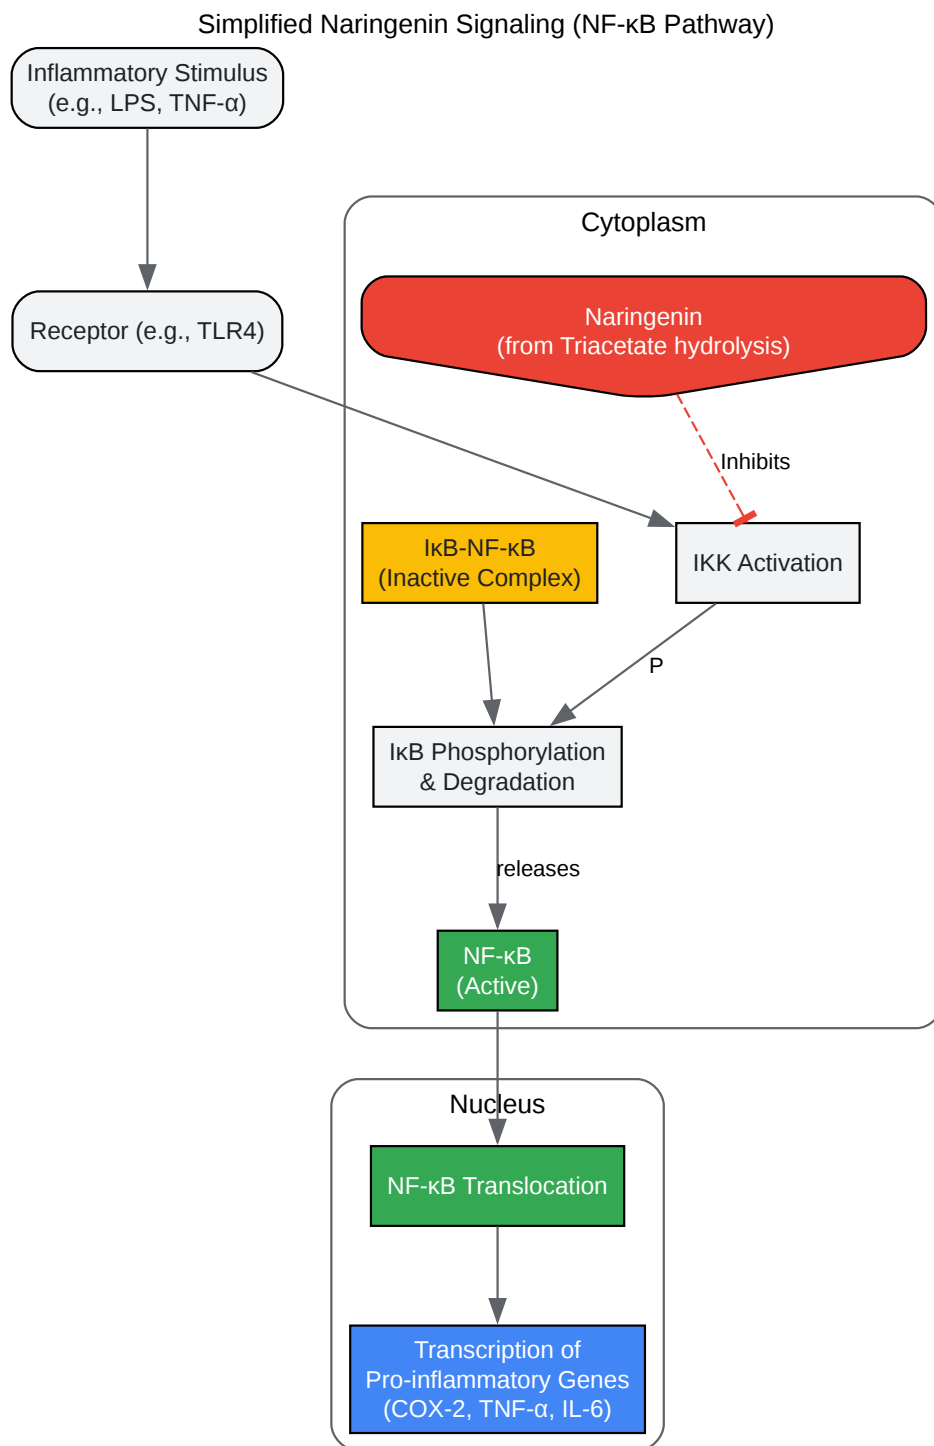 Simplified Naringenin Signaling (NF-κB Pathway)
Inflammatory Stimulus
(e.g., LPS, TNF-α)
Receptor (e.g., TLR4)
Cytoplasm
Naringenin
(from Triacetate hydrolysis)
Inhibits
IκB-NF-κB
(Inactive Complex)
IKK Activation
P
IκB Phosphorylation
& Degradation
releases
NF-κB
(Active)
Nucleus
NF-κB Translocation
Transcription of
Pro-inflammatory Genes
(COX-2, TNF-α, IL-6)